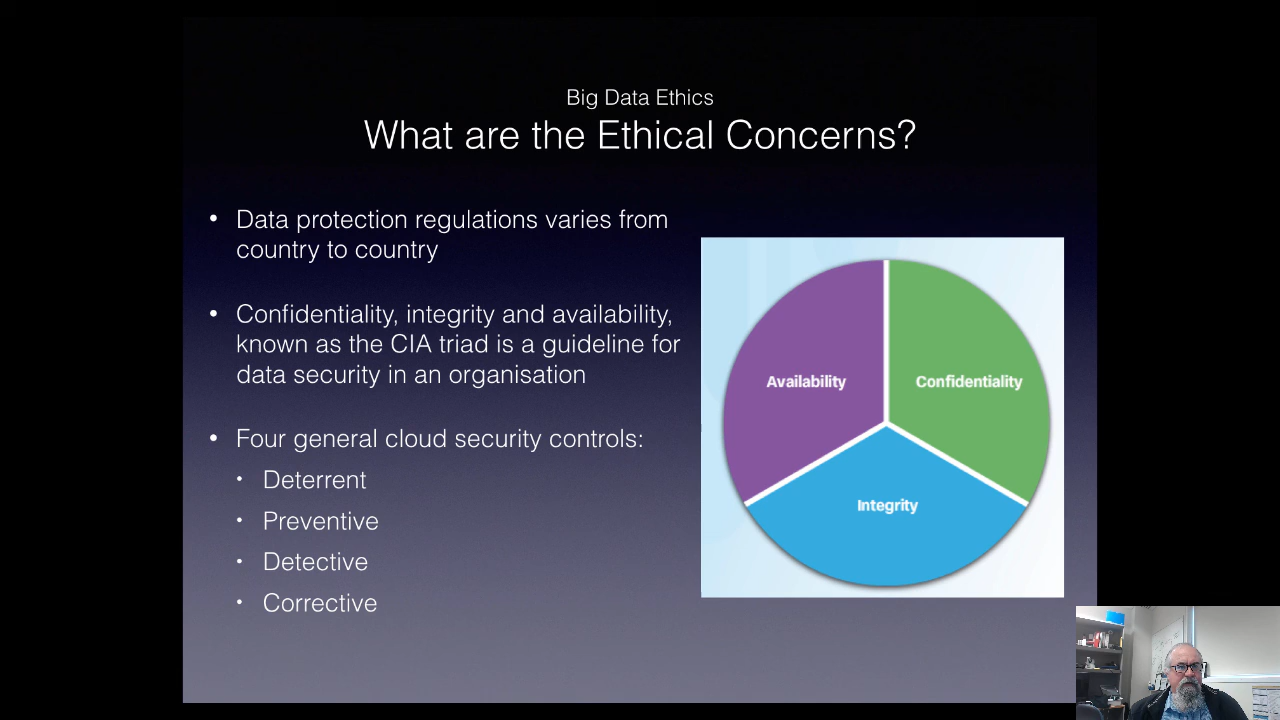 Big Data Ethics
What are the Ethical Concerns?
• Data protection regulations varies from
country to country
• Confidentiality, integrity and availability,
known as the CIA triad is a guideline for
data security in an organisation
• Four general cloud security controls:
• Deterrent
• Preventive
• Detective
• Corrective
Availability
Confidentiality
Integrity